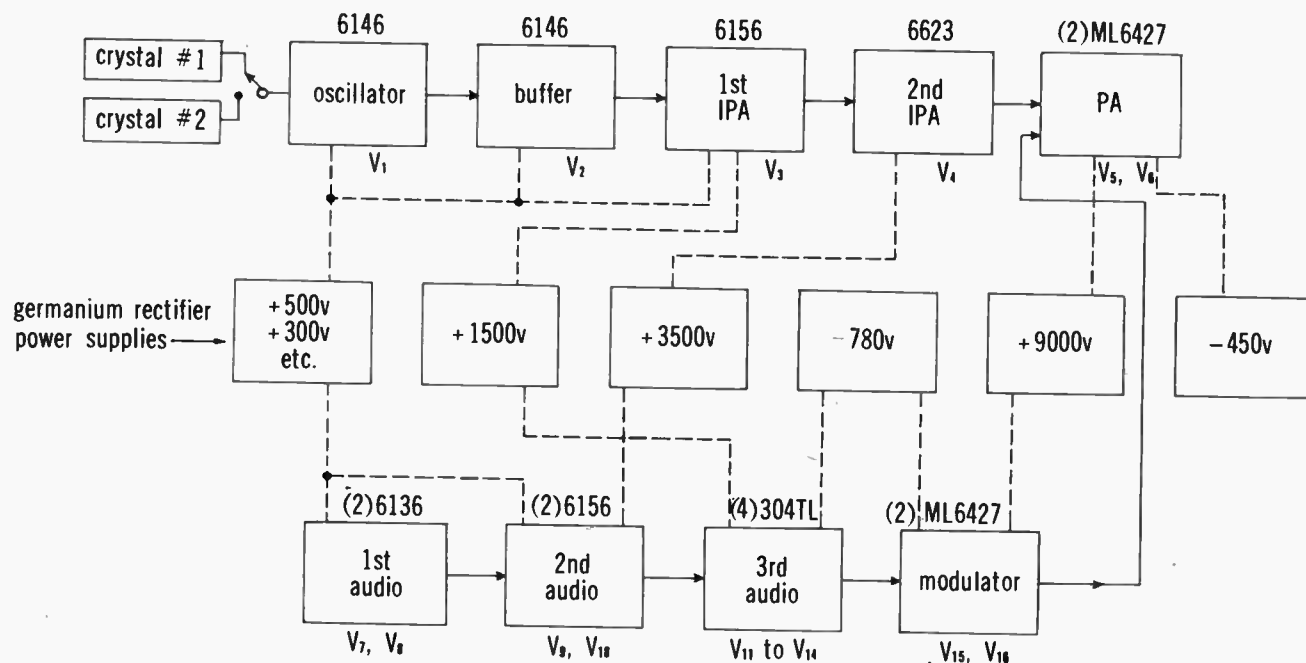 6146
6146
6156
6623
(2)ML6427
crystal #1
crystal #2
oscillator
buffer
1st
IPA
2nd
IPA
PA
V₁
V₂
V₃
V₄
V₅, V₆
germanium rectifier
power supplies
+500v
+300v
etc.
+1500v
+3500v
-780v
+9000v
-450v
(2)6136
(2)6156
(4)304TL
(2)ML6427
1st
audio
2nd
audio
3rd
audio
modulator
V₇, V₈
V₉, V₁₀
V₁₁ to V₁₄
V₁₅, V₁₆